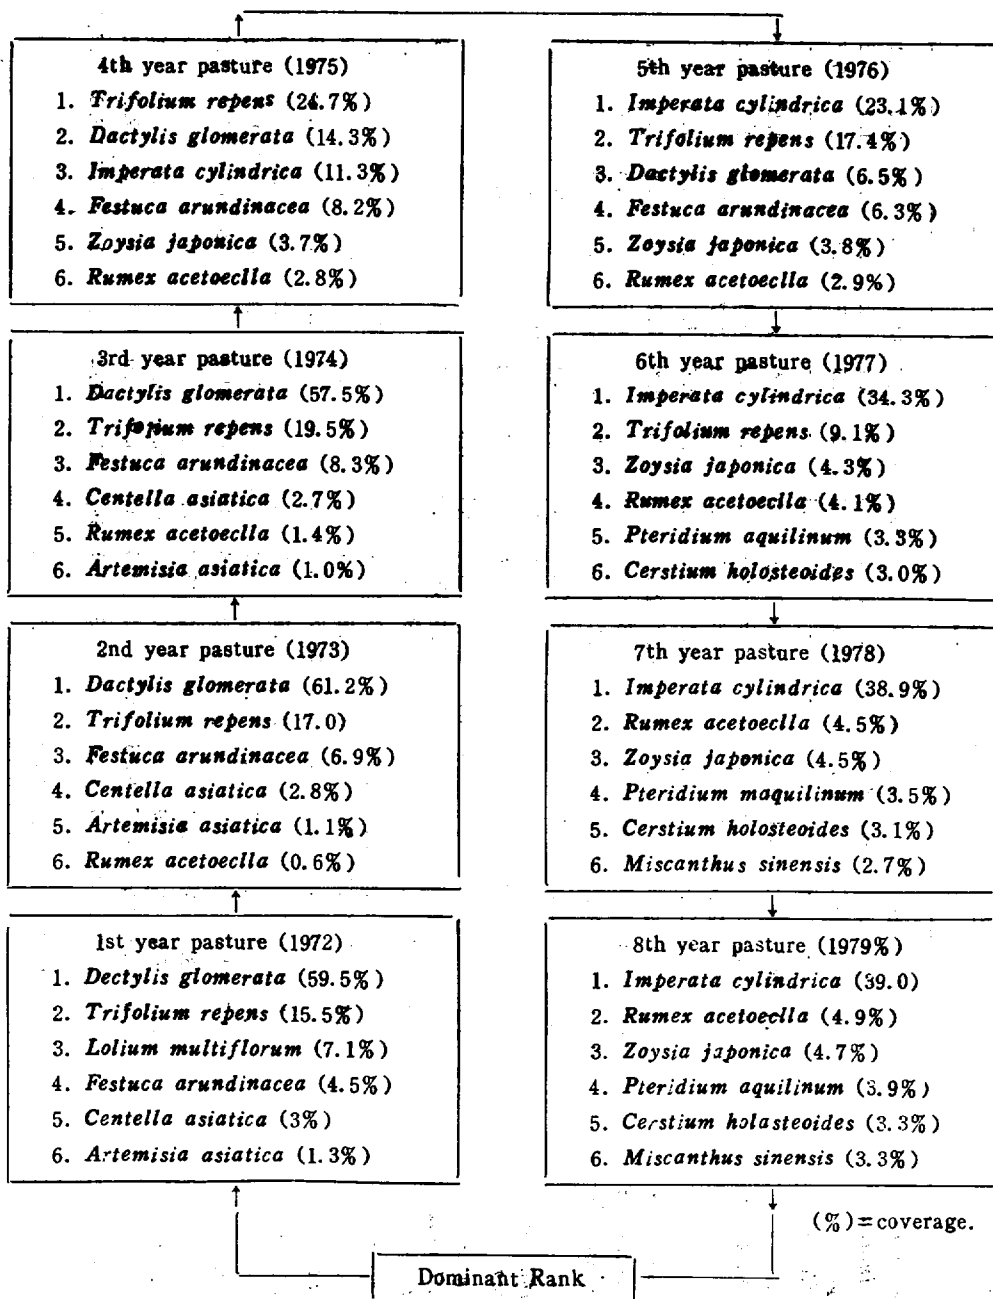 4th year pasture (1975)
1. Trifolium repens (24.7%)
2. Dactylis glomerata (14.3%)
3. Imperata cylindrica (11.3%)
4. Festuca arundinacea (8.2%)
5. Zoysia japonica (3.7%)
6. Rumex acetoeclla (2.8%)
3rd year pasture (1974)
1. Dactylis glomerata (57.5%)
2. Trifolium repens (19.5%)
3. Festuca arundinacea (8.3%)
4. Centella asiatica (2.7%)
5. Rumex acetoeclla (1.4%)
6. Artemisia asiatica (1.0%)
2nd year pasture (1973)
1. Dactylis glomerata (61.2%)
2. Trifolium repens (17.0)
3. Festuca arundinacea (6.9%)
4. Centella asiatica (2.8%)
5. Artemisia asiatica (1.1%)
6. Rumex acetoeclla (0.6%)
1st year pasture (1972)
1. Dectylis glomerata (59.5%)
2. Trifolium repens (15.5%)
3. Lolium multiflorum (7.1%)
4. Festuca arundinacea (4.5%)
5. Centella asiatica (3%)
6. Artemisia asiatica (1.3%)
5th year pasture (1976)
1. Imperata cylindrica (23.1%)
2. Trifolium repens (17.4%)
3. Dactylis glomerata (6.5%)
4. Festuca arundinacea (6.3%)
5. Zoysia japonica (3.8%)
6. Rumex acetoeclla (2.9%)
6th year pasture (1977)
1. Imperata cylindrica (34.3%)
2. Trifolium repens (9.1%)
3. Zoysia japonica (4.3%)
4. Rumex acetoeclla (4.1%)
5. Pteridium aquilinum (3.3%)
6. Cerstium holosteoides (3.0%)
7th year pasture (1978)
1. Imperata cylindrica (38.9%)
2. Rumex acetoeclla (4.5%)
3. Zoysia japonica (4.5%)
4. Pteridium maquilinum (3.5%)
5. Cerstium holosteoides (3.1%)
6. Miscanthus sinensis (2.7%)
8th year pasture (1979%)
1. Imperata cylindrica (39.0)
2. Rumex acetoeclla (4.9%)
3. Zoysia japonica (4.7%)
4. Pteridium aquilinum (3.9%)
5. Cerstium holasteoides (3.3%)
6. Miscanthus sinensis (3.3%)
(%)=coverage.
Dominant Rank